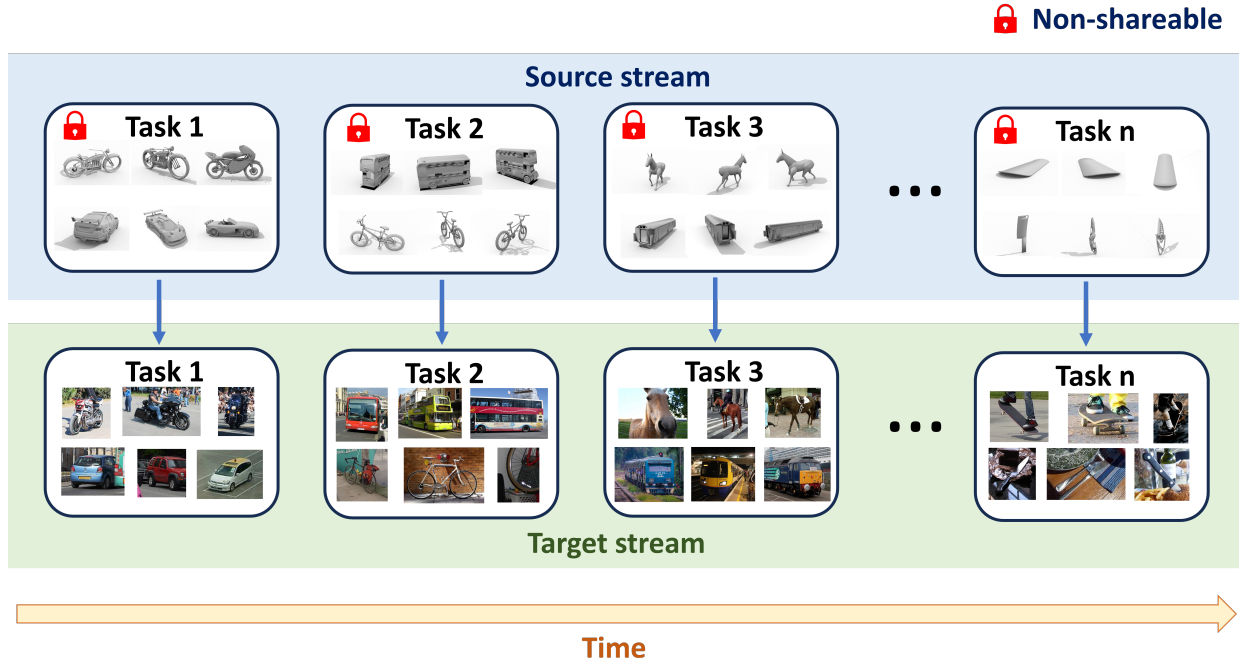 Non-shareable
Source stream
Task 1
Task 2
Task 3
Task n
...
Task 1
Task 2
Task 3
Task n
...
Target stream
Time